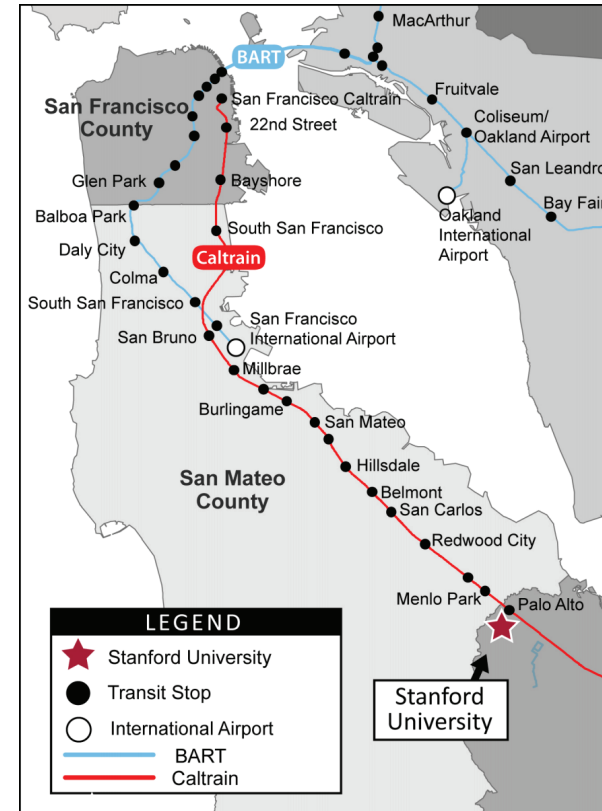 MacArthur
BART
Fruitvale
San Francisco
County
San Francisco Caltrain
22nd Street
Coliseum/
Oakland Airport
San Leandro
Glen Park
Bayshore
Bay Fair
Balboa Park
Oakland
International
Airport
South San Francisco
Daly City
Caltrain
Colma
South San Francisco
San Francisco
International Airport
San Bruno
Millbrae
Burlingame
San Mateo
Hillsdale
San Mateo
County
Belmont
San Carlos
Redwood City
Menlo Park
Palo Alto
LEGEND
Stanford University
Transit Stop
International Airport
BART
Caltrain
Stanford
University